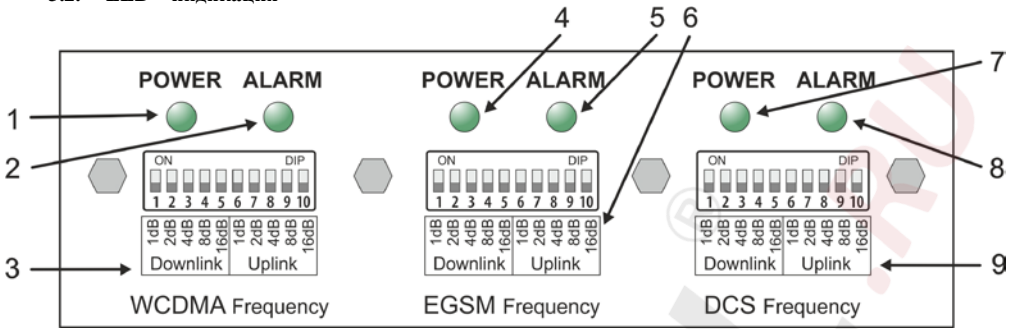 4 5 6
POWER ALARM POWER ALARM POWER ALARM
7
1
2
8
ON DIP ON DIP ON DIP
1 2 3 4 5 6 7 8 9 10 1 2 3 4 5 6 7 8 9 10 1 2 3 4 5 6 7 8 9 10
1dB 2dB 4dB 8dB 16dB 1dB 2dB 4dB 8dB 16dB 1dB 2dB 4dB 8dB 16dB 1dB 2dB 4dB 8dB 16dB 1dB 2dB 4dB 8dB 16dB 1dB 2dB 4dB 8dB 16dB
3 Downlink Uplink Downlink Uplink Downlink Uplink 9
WCDMA Frequency EGSM Frequency DCS Frequency
®
.RU